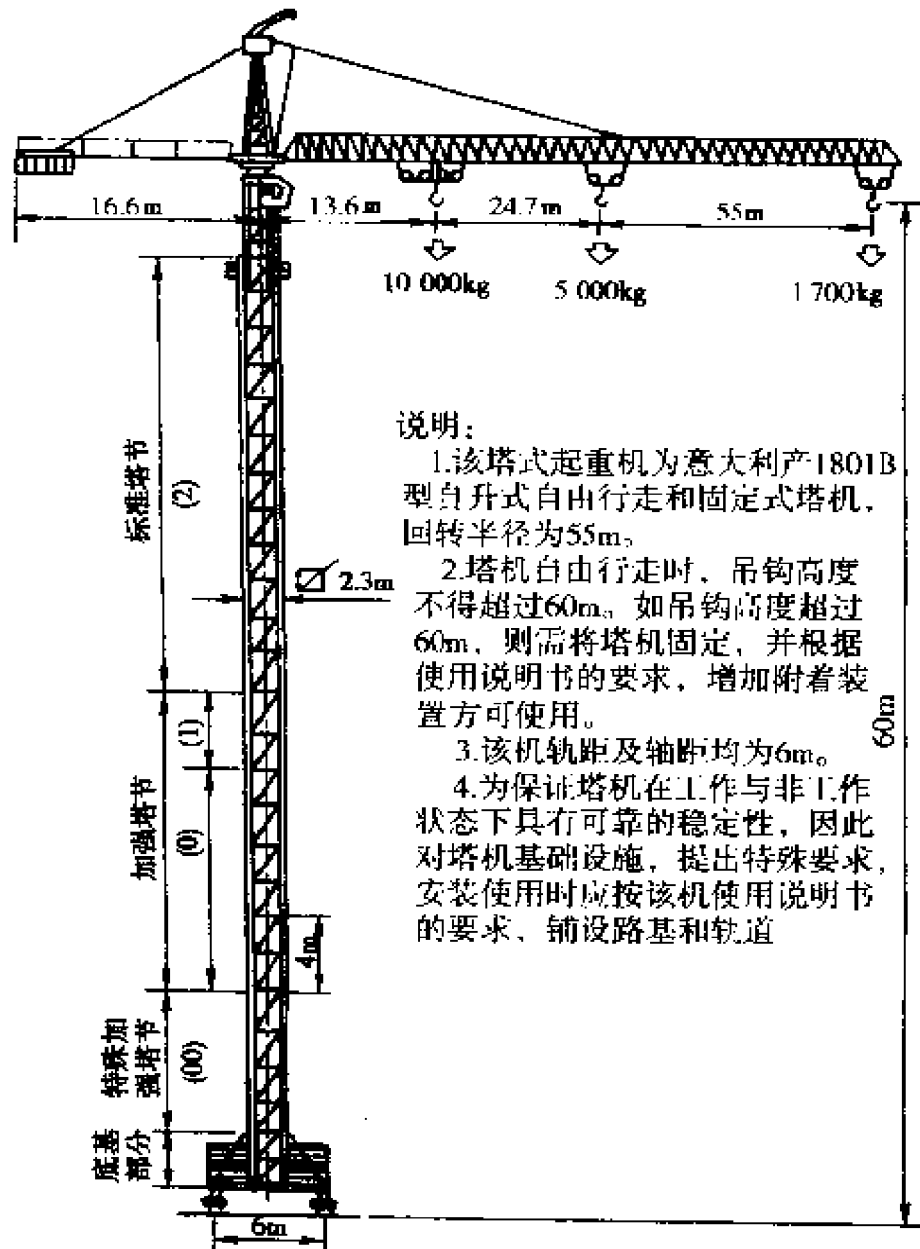 16.6m
13.6m
24.7m
55m
10 000kg
5 000kg
1 700kg
标准塔节
(2)
2.3m
加强塔节
(1)
(0)
4m
特殊加
强塔节
(00)
底基
部分
6m
60m
说明:
1.该塔式起重机为意大利产1801B
型自升式自由行走和固定式塔机,
回转半径为55m。
2.塔机自由行走时、吊钩高度
不得超过60m。如吊钩高度超过
60m,则需将塔机固定,并根据
使用说明书的要求,增加附着装
置方可使用。
3.该机轨距及轴距均为6m。
4.为保证塔机在工作与非工作
状态下具有可靠的稳定性,因此
对塔机基础设施,提出特殊要求,
安装使用时应按该机使用说明书
的要求、铺设路基和轨道